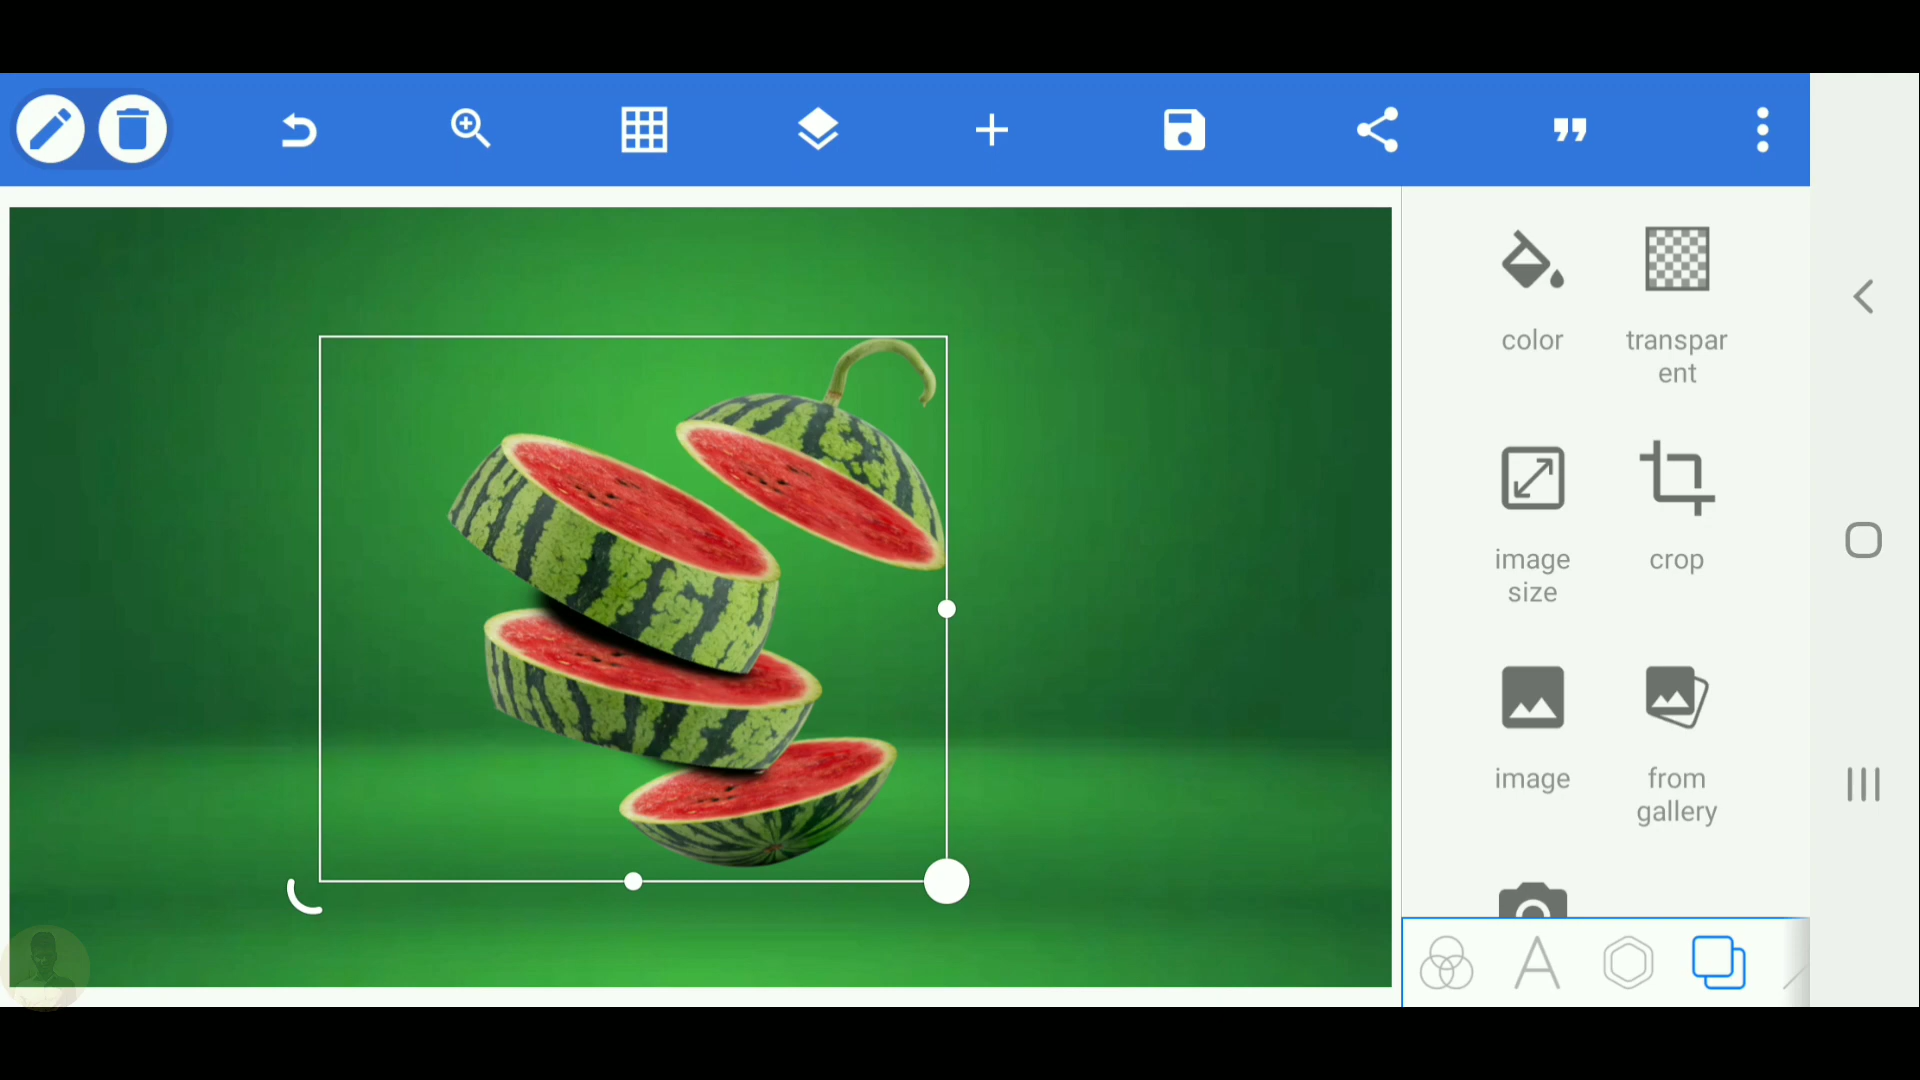 color
transpar
ent
image
size
crop
image
from
gallery